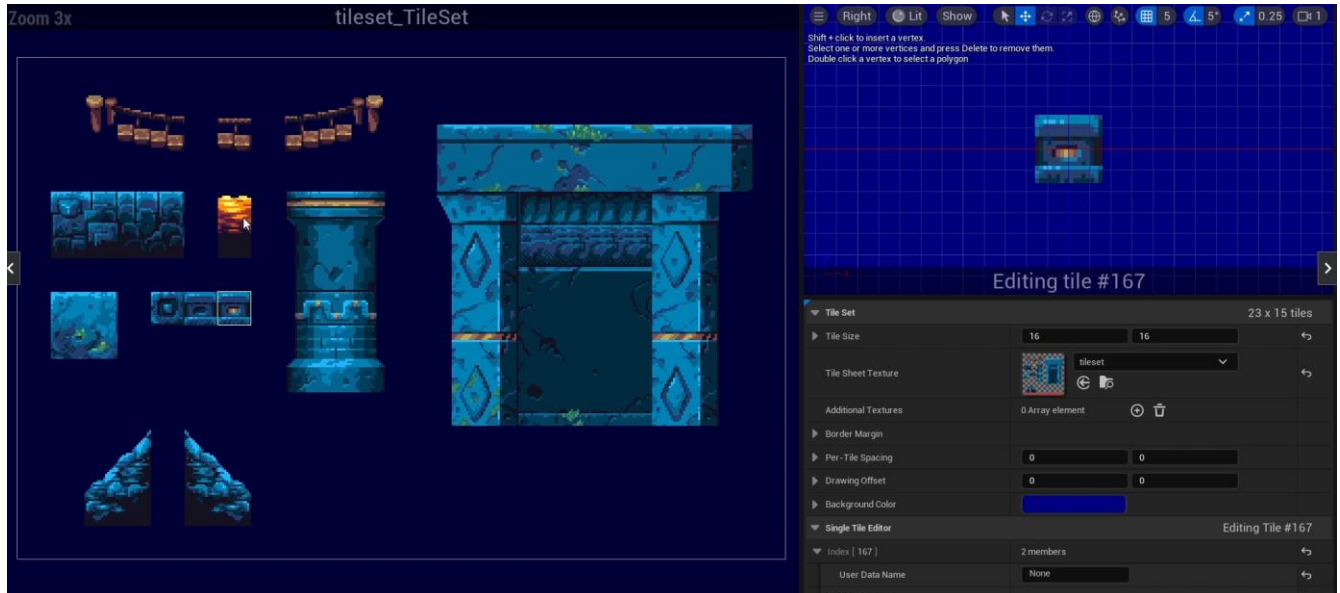 Zoom 3x
tileset_TileSet
Right Lit Show 5 5° 0.25 1
Shift + click to insert a vertex.
Select one or more vertices and press Delete to remove them.
Double click a vertex to select a polygon
Editing tile #167
Tile Set 23 x 15 tiles
Tile Size 16 16
Tile Sheet Texture tileset
Additional Textures 0 Array element
Border Margin
Per-Tile Spacing 0 0
Drawing Offset 0 0
Background Color
Single Tile Editor Editing Tile #167
Index [ 167 ] 2 members
User Data Name None